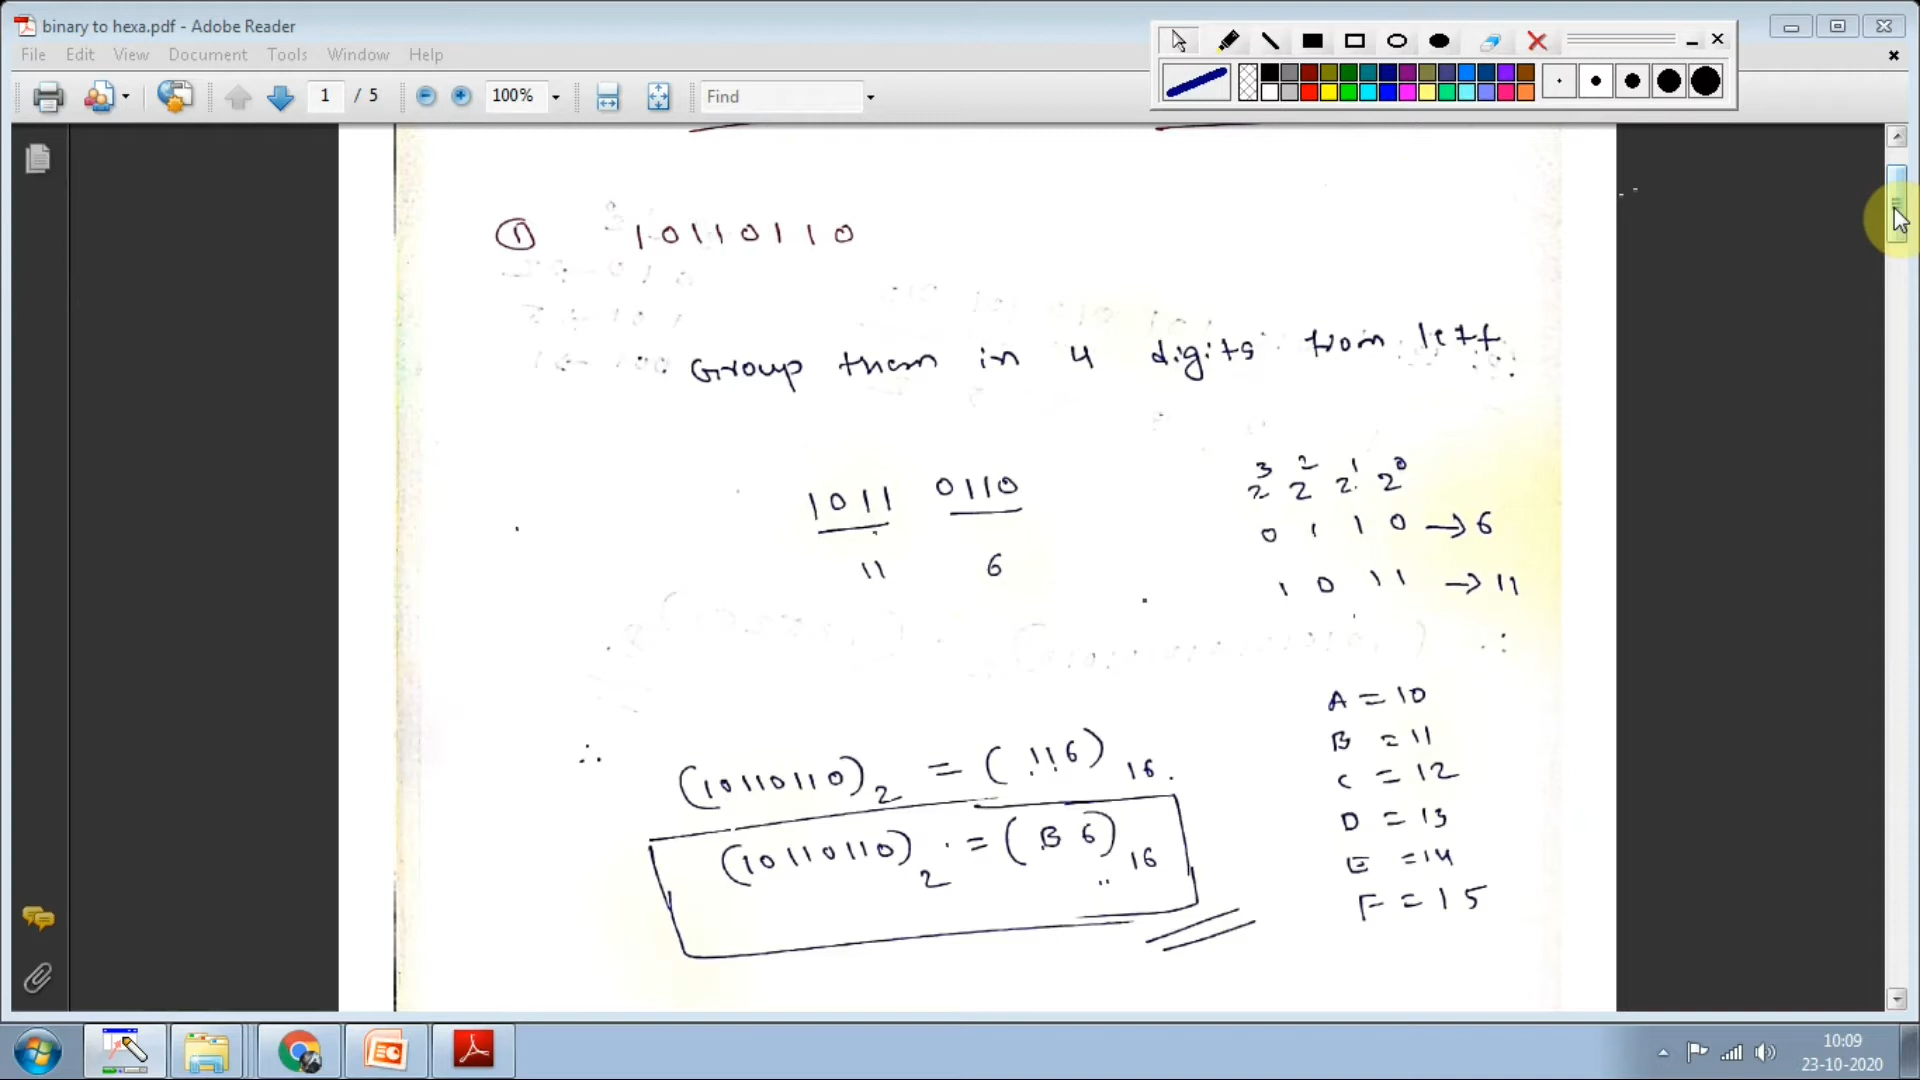 binary to hexa.pdf - Adobe Reader
File Edit View Document Tools Window Help
1 / 5 100% Find
① 10110110
Group them in 4 digits from left
1011 0110
11 6
2³ 2² 2¹ 2⁰
0 1 1 0 → 6
1 0 1 1 → 11
∴ (10110110)₂ = (116)₁₆.
(10110110)₂ = (B6)₁₆
A = 10
B = 11
C = 12
D = 13
E = 14
F = 15
10:09
23-10-2020